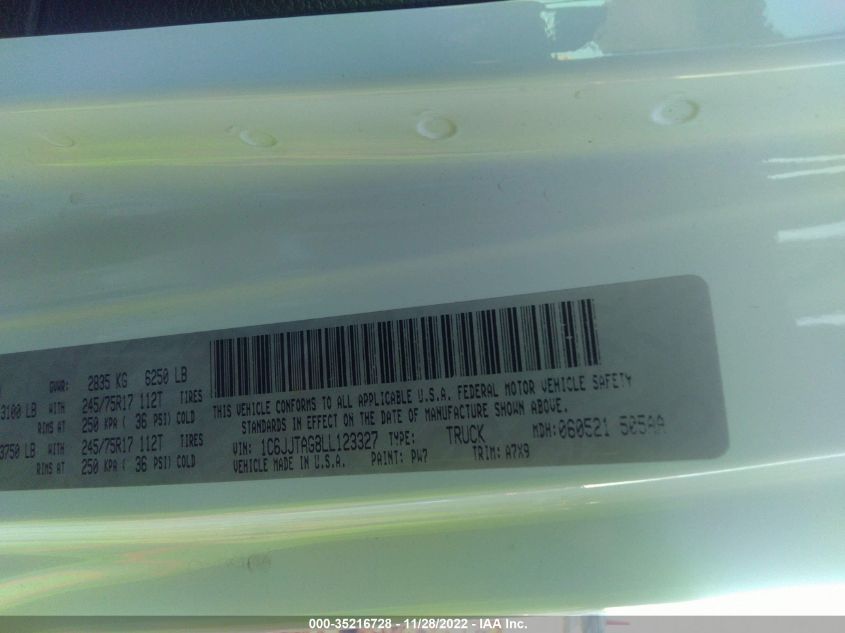 GVWR: 2835 KG 6250 LB
3100 LB WITH 245/75R17 112T TIRES
RIMS AT 250 KPA ( 36 PSI) COLD
3750 LB WITH 245/75R17 112T TIRES
RIMS AT 250 KPA ( 36 PSI) COLD
THIS VEHICLE CONFORMS TO ALL APPLICABLE U.S.A. FEDERAL MOTOR VEHICLE SAFETY
STANDARDS IN EFFECT ON THE DATE OF MANUFACTURE SHOWN ABOVE.
VIN: 1C6JJTAG8LL123327 TYPE: TRUCK MDH: 060521 505AA
VEHICLE MADE IN U.S.A. PAINT: PW7 TRIM: A7X9
000-35216728 - 11/28/2022 - IAA Inc.